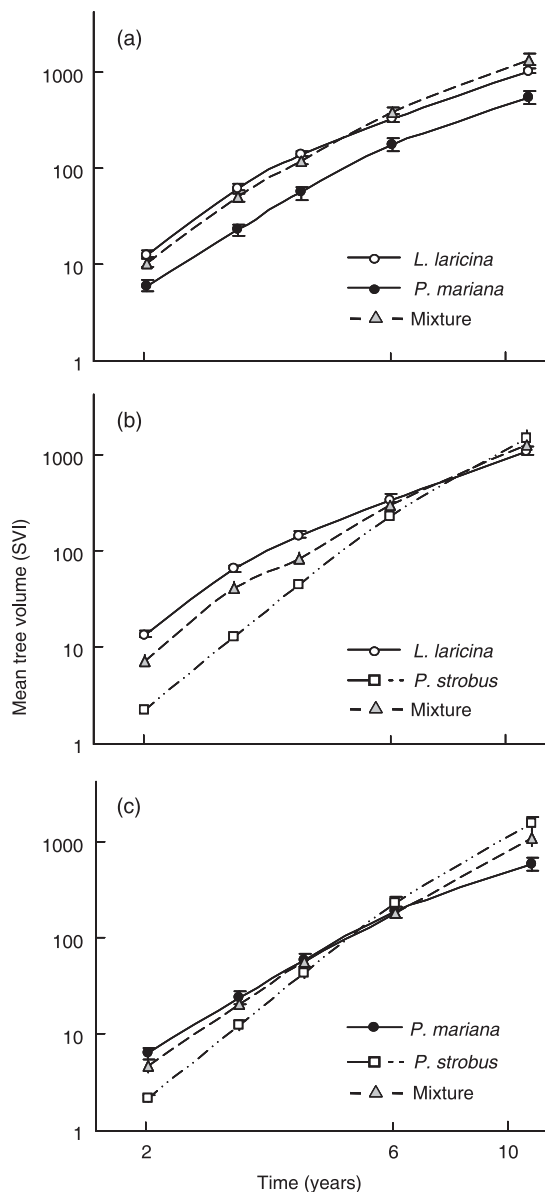 (a)
1000
100
10
1
L. laricina
P. mariana
Mixture
(b)
1000
100
10
1
L. laricina
P. strobus
Mixture
Mean tree volume (SVI)
(c)
1000
100
10
1
P. mariana
P. strobus
Mixture
2 6 10
Time (years)